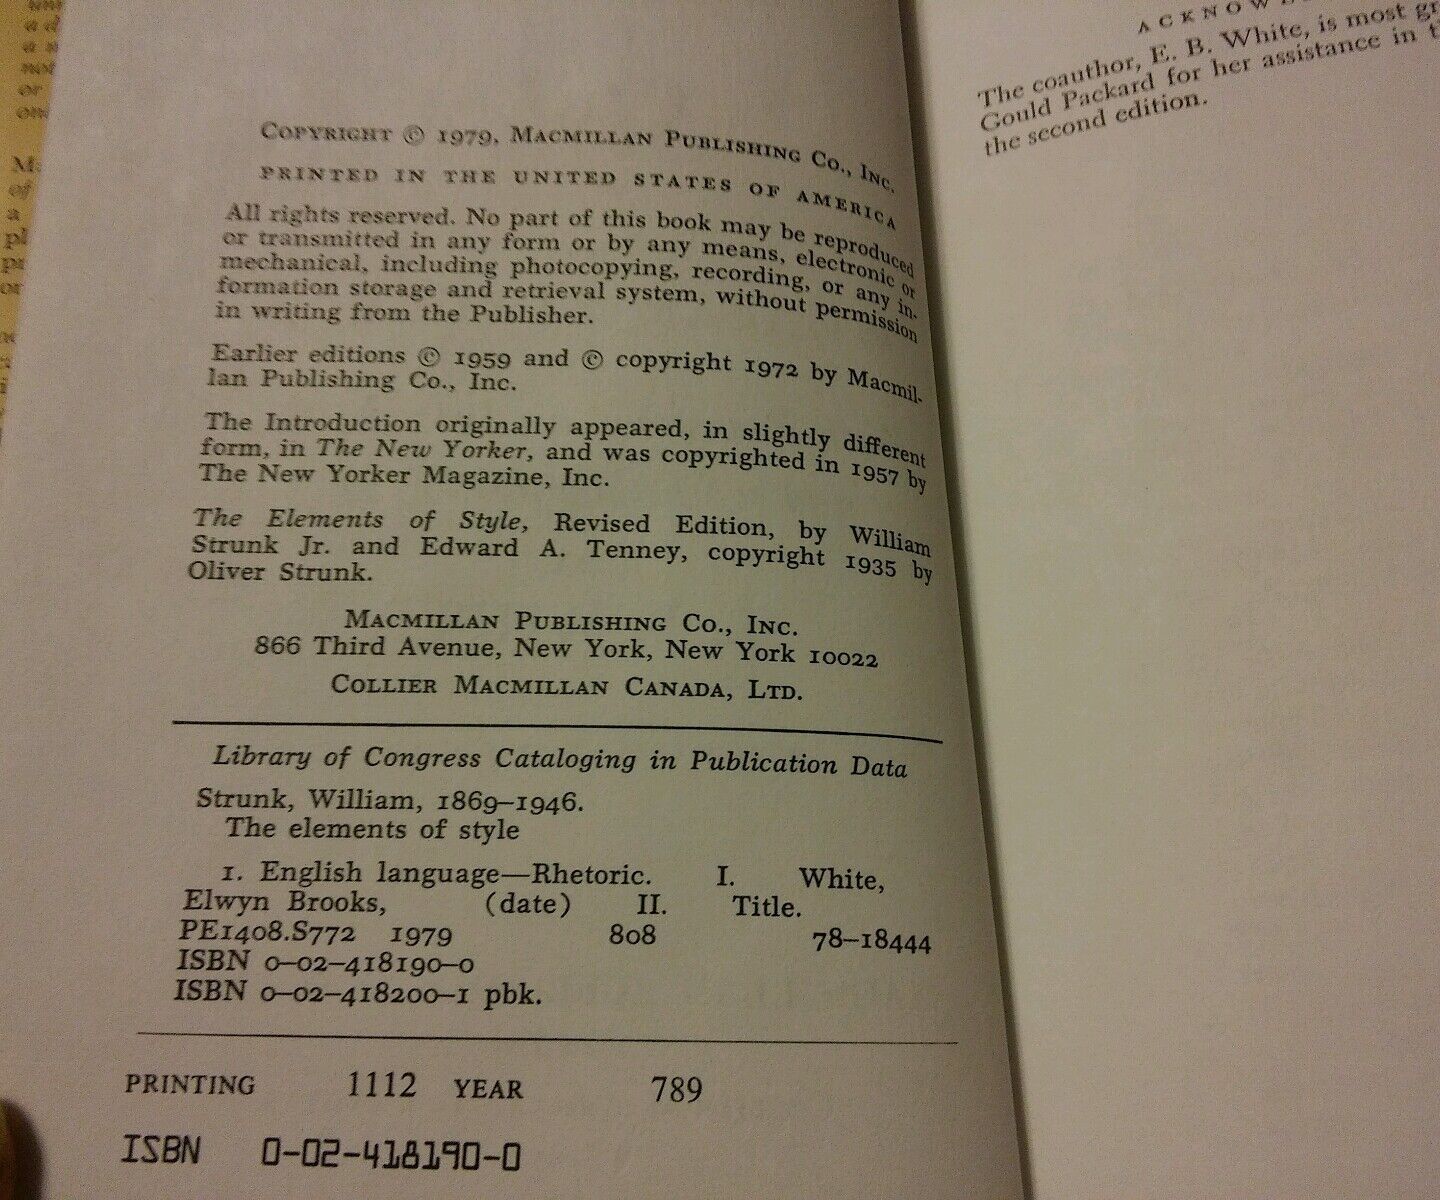 COPYRIGHT © 1979, MACMILLAN PUBLISHING CO., INC.
PRINTED IN THE UNITED STATES OF AMERICA
All rights reserved. No part of this book may be reproduced
or transmitted in any form or by any means, electronic or
mechanical, including photocopying, recording, or any in-
formation storage and retrieval system, without permission
in writing from the Publisher.
Earlier editions © 1959 and © copyright 1972 by Macmil-
lan Publishing Co., Inc.
The Introduction originally appeared, in slightly different
form, in The New Yorker, and was copyrighted in 1957 by
The New Yorker Magazine, Inc.
The Elements of Style, Revised Edition, by William
Strunk Jr. and Edward A. Tenney, copyright 1935 by
Oliver Strunk.
MACMILLAN PUBLISHING CO., INC.
866 Third Avenue, New York, New York 10022
COLLIER MACMILLAN CANADA, LTD.
Library of Congress Cataloging in Publication Data
Strunk, William, 1869–1946.
The elements of style
1. English language—Rhetoric. I. White,
Elwyn Brooks, (date) II. Title.
PE1408.S772 1979 808 78–18444
ISBN 0–02–418190–0
ISBN 0–02–418200–1 pbk.
PRINTING 1112 YEAR 789
ISBN 0-02-418190-0
The coauthor, E. B. White, is most
Gould Packard for her assistance in
the second edition.